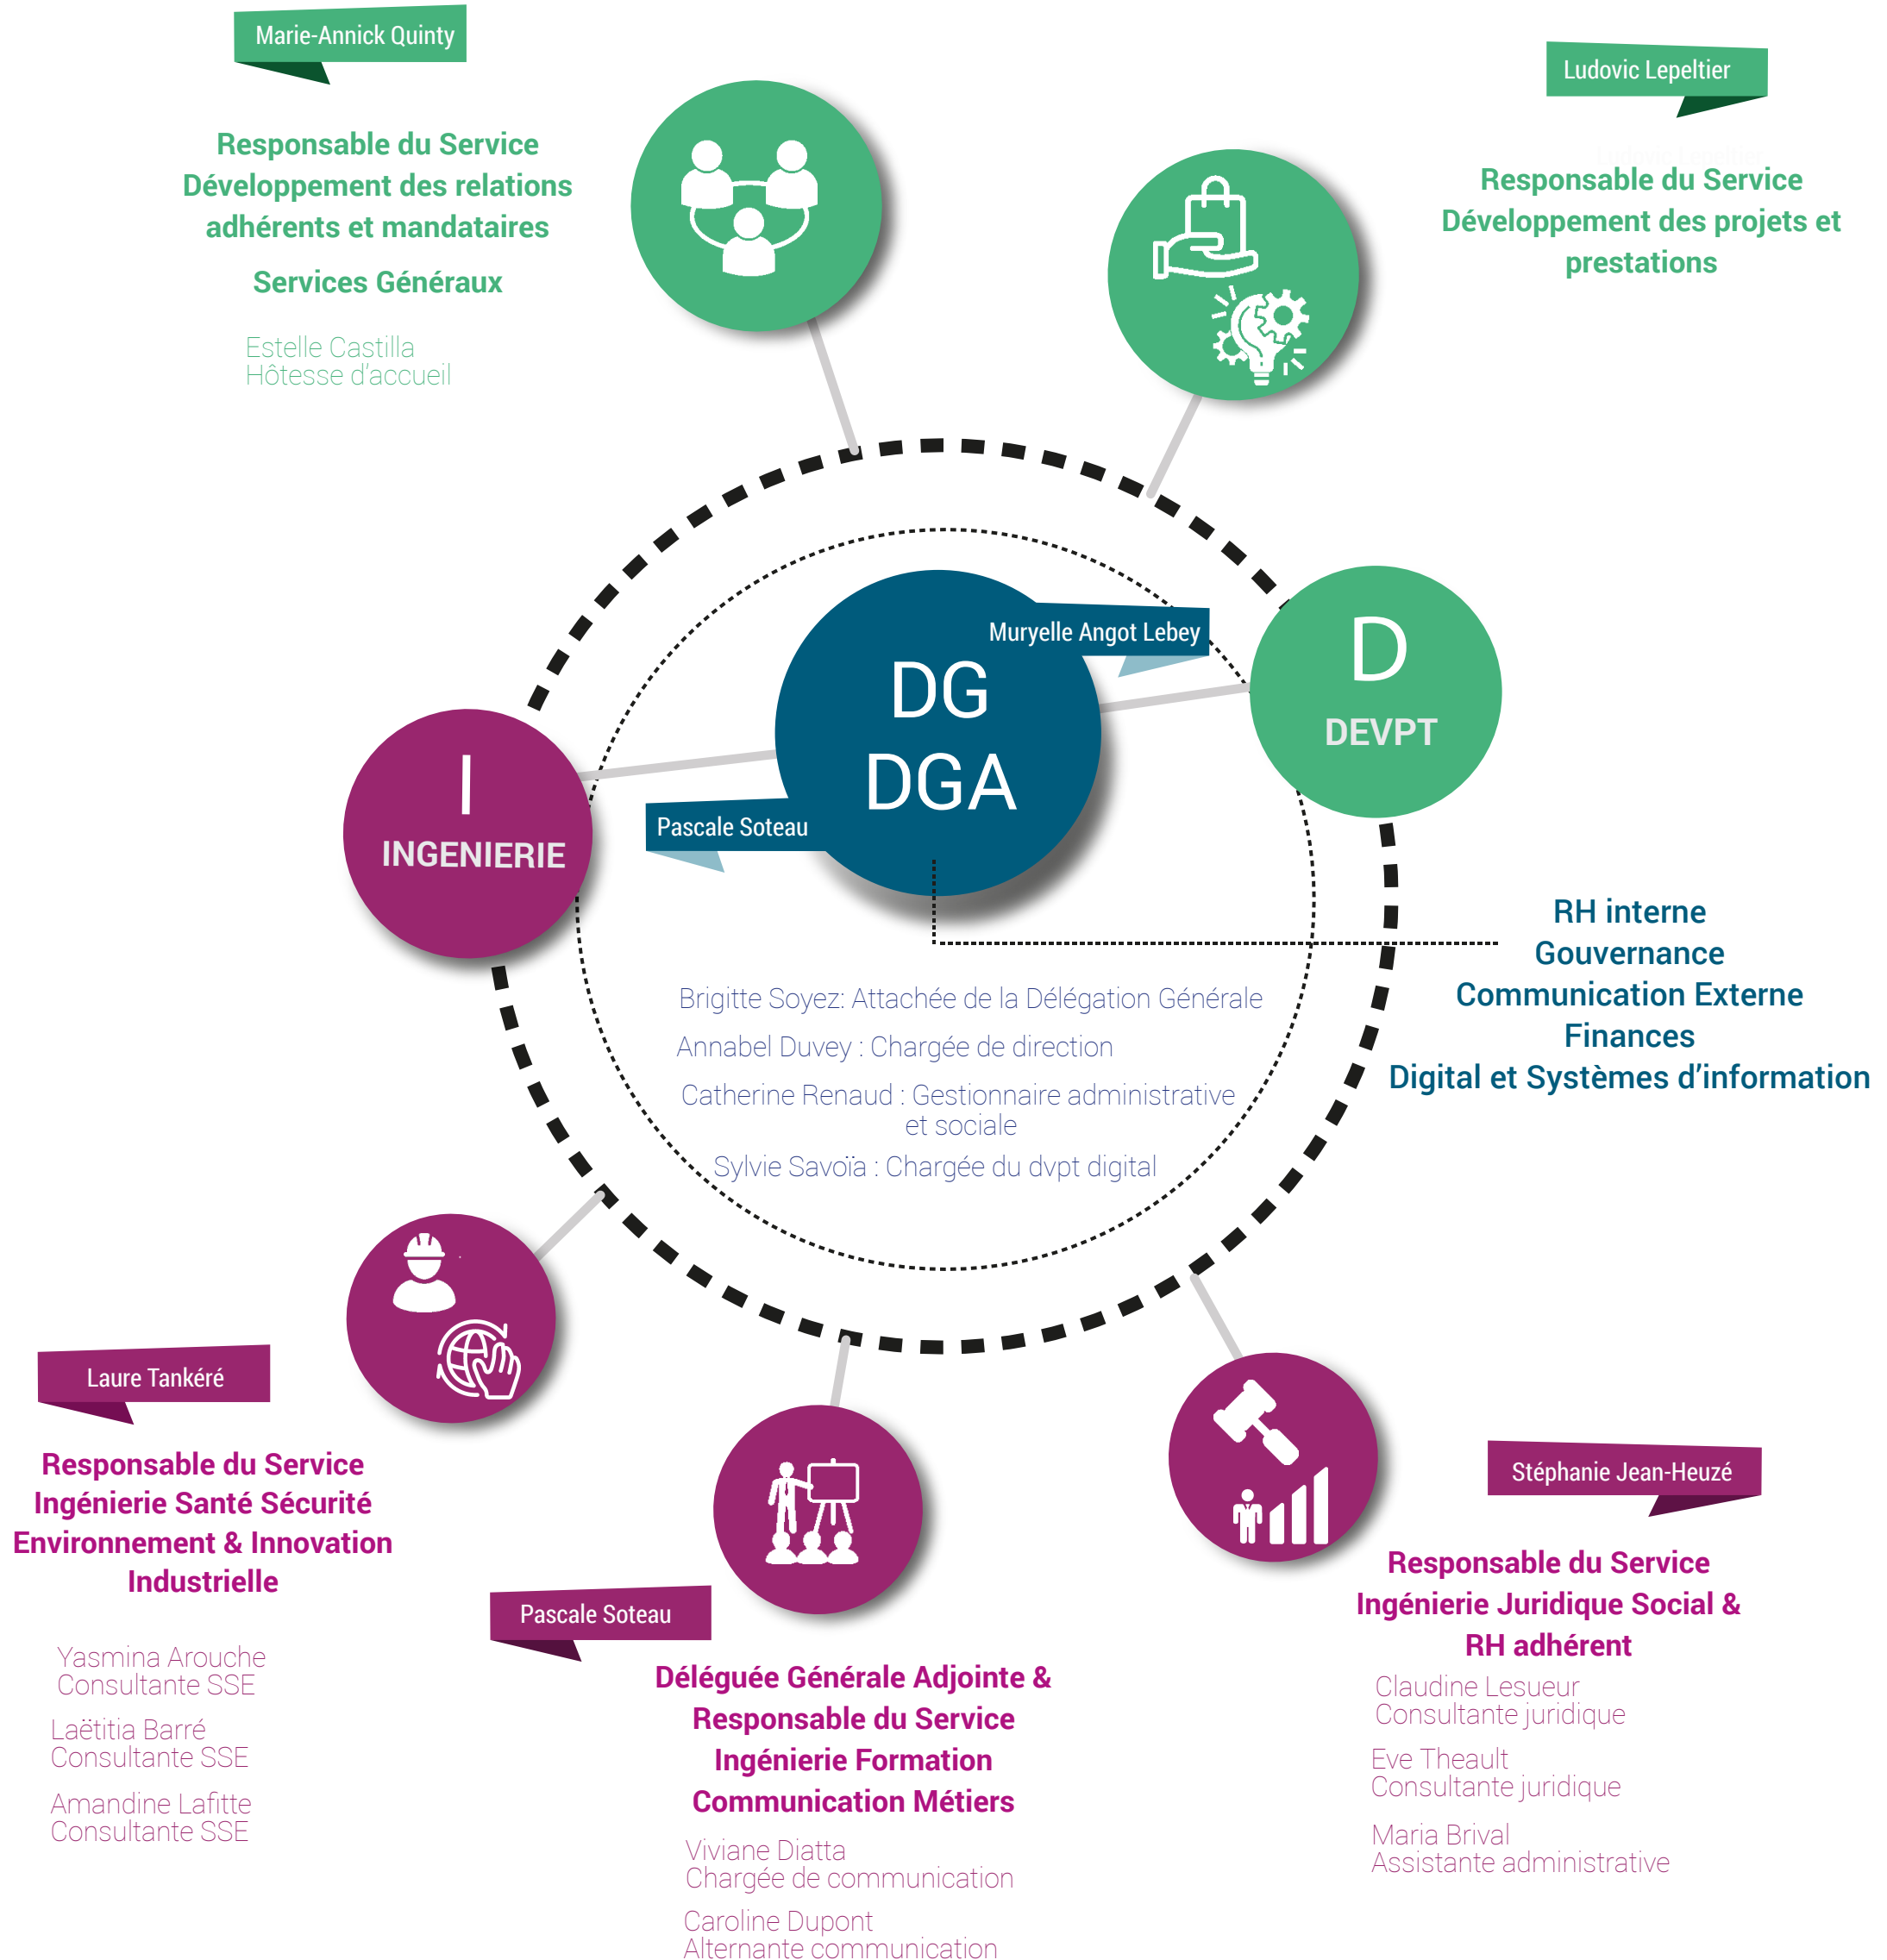 Marie-Annick Quinty
Responsable du Service
Développement des relations
adhérents et mandataires
Services Généraux
Estelle Castilla
Hôtesse d'accueil
Ludovic Lepeltier
Responsable du Service
Développement des projets et
prestations
Muryelle Angot Lebey
DG
DGA
Pascale Soteau
D
DEVPT
I
INGENIERIE
RH interne
Gouvernance
Communication Externe
Finances
Digital et Systèmes d'information
Brigitte Soyez: Attachée de la Délégation Générale
Annabel Duvey : Chargée de direction
Catherine Renaud : Gestionnaire administrative
et sociale
Sylvie Savoïa : Chargée du dvpt digital
Laure Tankéré
Responsable du Service
Ingénierie Santé Sécurité
Environnement & Innovation
Industrielle
Yasmina Arouche
Consultante SSE
Laëtitia Barré
Consultante SSE
Amandine Lafitte
Consultante SSE
Pascale Soteau
Déléguée Générale Adjointe &
Responsable du Service
Ingénierie Formation
Communication Métiers
Viviane Diatta
Chargée de communication
Caroline Dupont
Alternante communication
Stéphanie Jean-Heuzé
Responsable du Service
Ingénierie Juridique Social &
RH adhérent
Claudine Lesueur
Consultante juridique
Eve Theault
Consultante juridique
Maria Brival
Assistante administrative